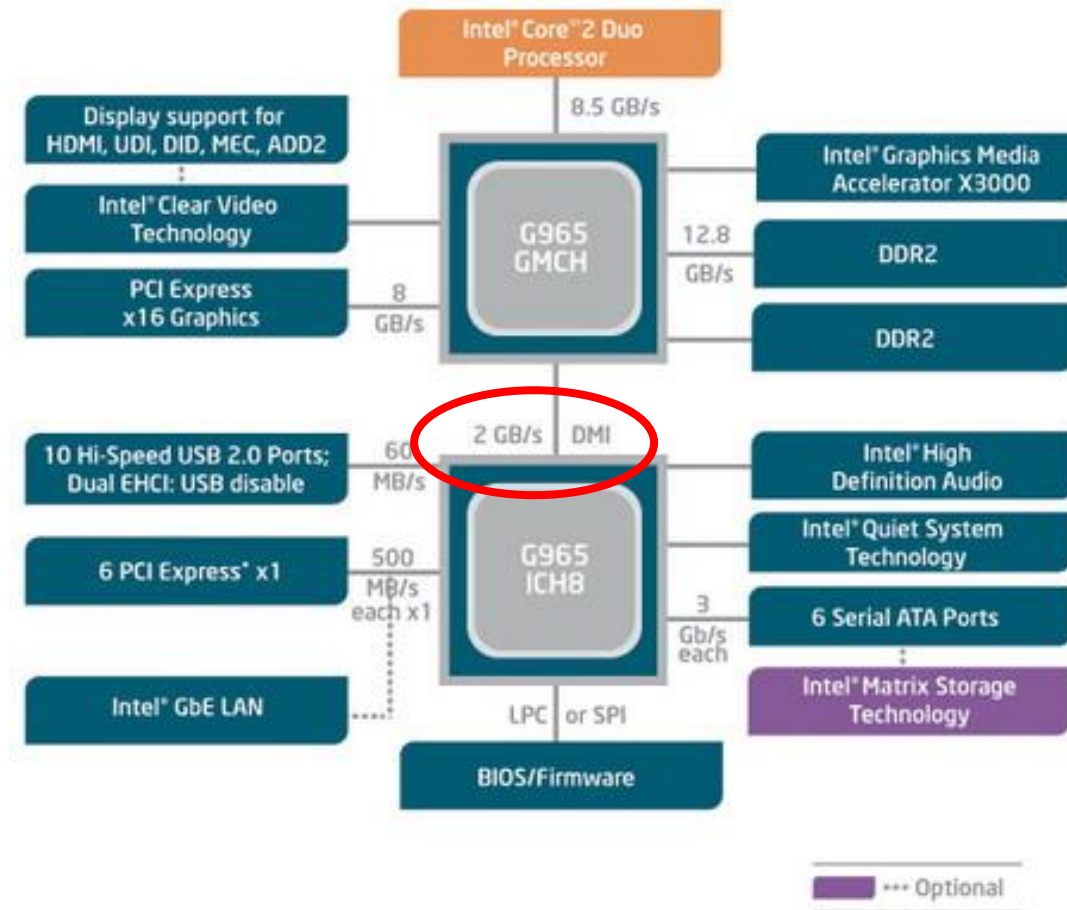 Intel® Core™2 Duo
Processor
8.5 GB/s
Display support for
HDMI, UDI, DID, MEC, ADD2
Intel® Clear Video
Technology
PCI Express
x16 Graphics
8
GB/s
G965
GMCH
Intel® Graphics Media
Accelerator X3000
12.8
GB/s
DDR2
DDR2
2 GB/s DMI
10 Hi-Speed USB 2.0 Ports;
Dual EHCI: USB disable
60
MB/s
6 PCI Express* x1
500
MB/s
each x1
Intel® GbE LAN
G965
ICH8
Intel® High
Definition Audio
Intel® Quiet System
Technology
3
Gb/s
each
6 Serial ATA Ports
Intel® Matrix Storage
Technology
LPC or SPI
BIOS/Firmware
Optional